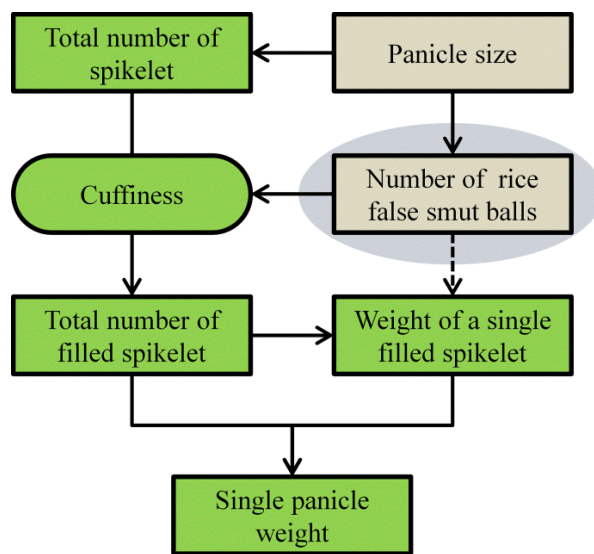 Total number of
spikelet
Panicle size
Cuffiness
Number of rice
false smut balls
Total number of
filled spikelet
Weight of a single
filled spikelet
Single panicle
weight